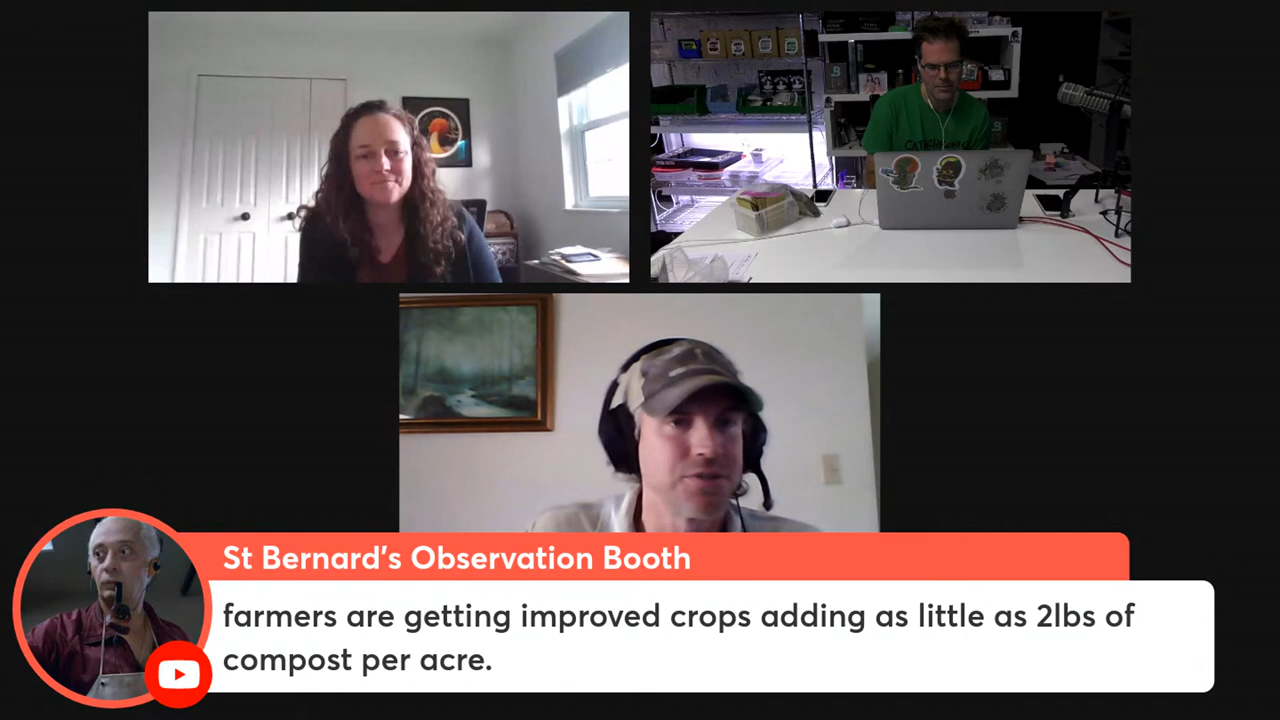 St Bernard's Observation Booth
farmers are getting improved crops adding as little as 2lbs of
compost per acre.